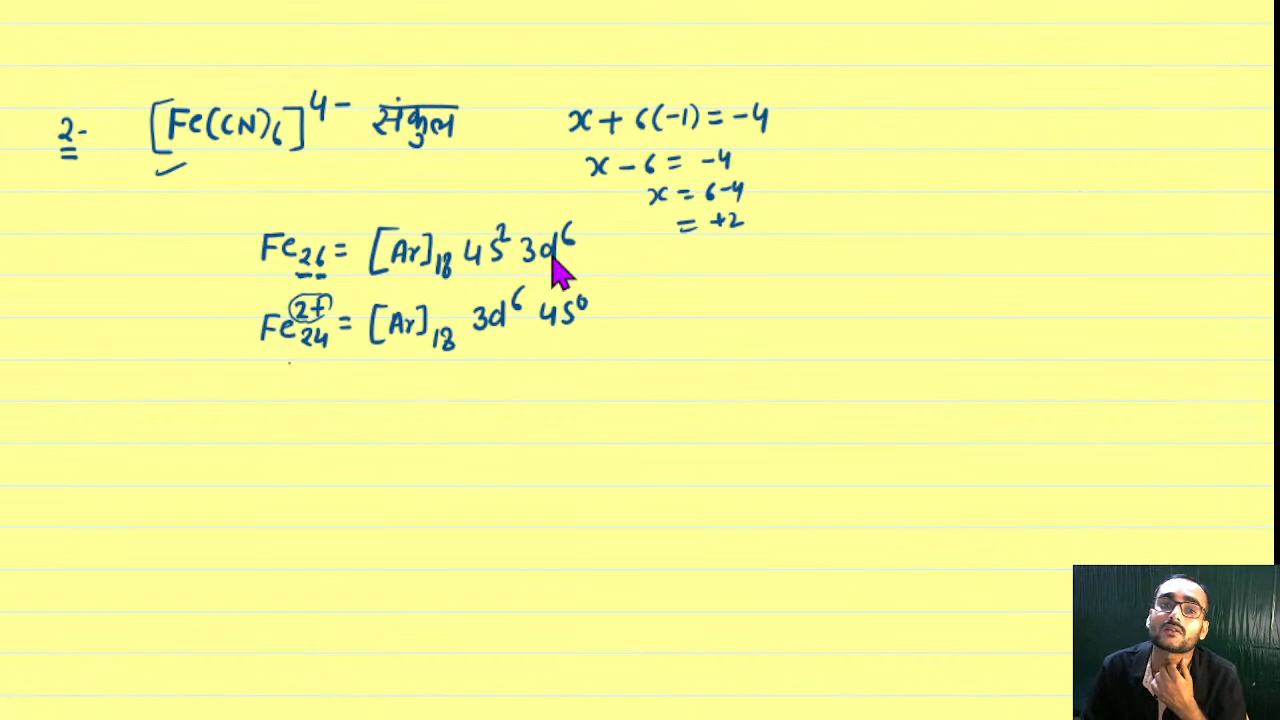 2- [Fe(CN)₆]⁴⁻ संकुल
x + 6(-1) = -4
x - 6 = -4
x = 6-4
= +2
Fe₂₆ = [Ar]₁₈ 4S² 3d⁶
Fe²⁺₂₄ = [Ar]₁₈ 3d⁶ 4S⁰